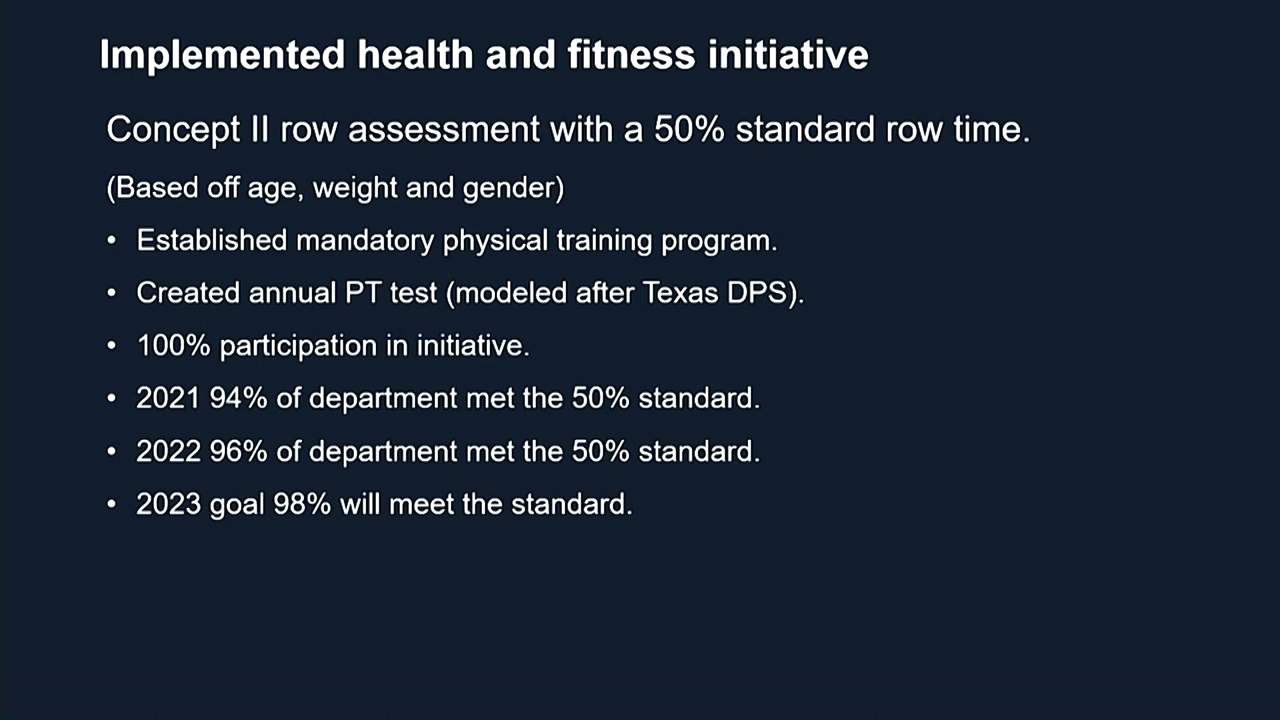 Implemented health and fitness initiative
Concept II row assessment with a 50% standard row time.
(Based off age, weight and gender)
• Established mandatory physical training program.
• Created annual PT test (modeled after Texas DPS).
• 100% participation in initiative.
• 2021 94% of department met the 50% standard.
• 2022 96% of department met the 50% standard.
• 2023 goal 98% will meet the standard.